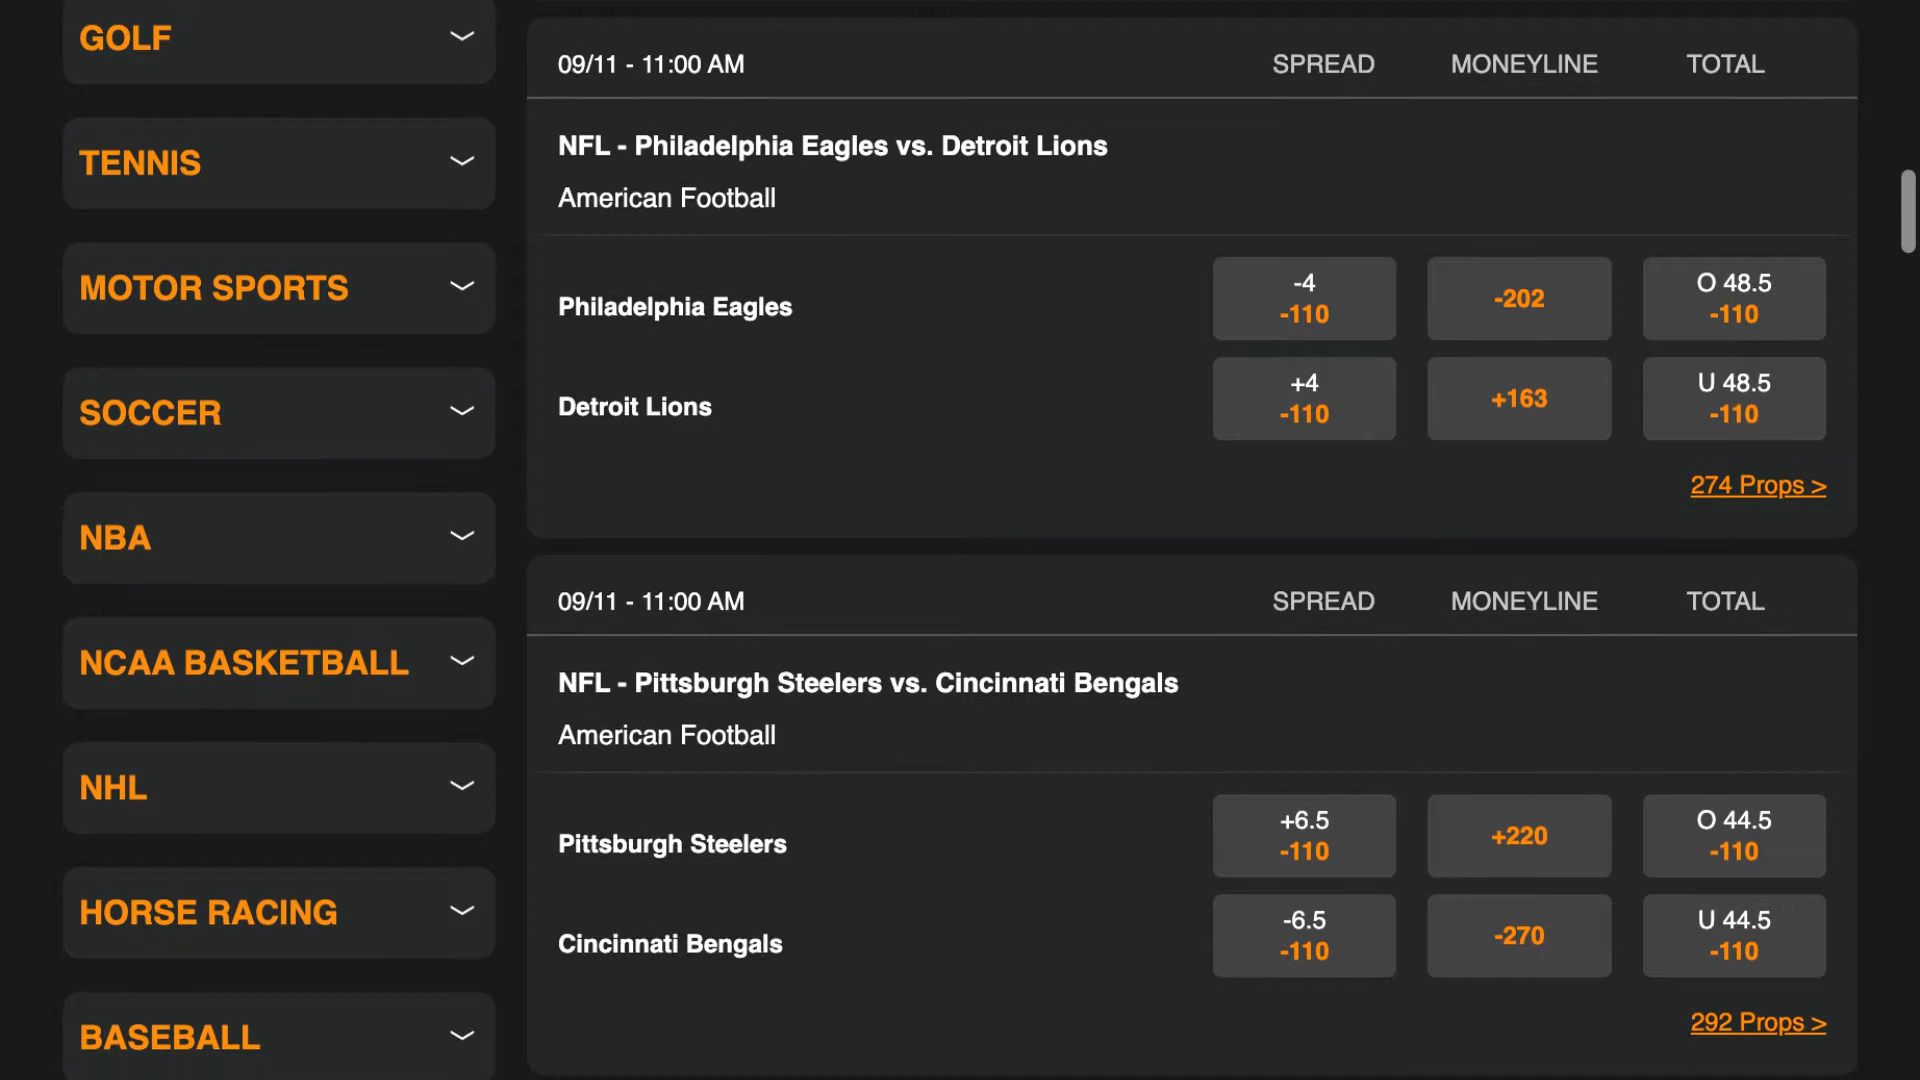 GOLF
TENNIS
MOTOR SPORTS
SOCCER
NBA
NCAA BASKETBALL
NHL
HORSE RACING
BASEBALL
09/11 - 11:00 AM SPREAD MONEYLINE TOTAL
NFL - Philadelphia Eagles vs. Detroit Lions
American Football
Philadelphia Eagles
-4
-110
-202
O 48.5
-110
Detroit Lions
+4
-110
+163
U 48.5
-110
274 Props >
09/11 - 11:00 AM SPREAD MONEYLINE TOTAL
NFL - Pittsburgh Steelers vs. Cincinnati Bengals
American Football
Pittsburgh Steelers
+6.5
-110
+220
O 44.5
-110
Cincinnati Bengals
-6.5
-110
-270
U 44.5
-110
292 Props >